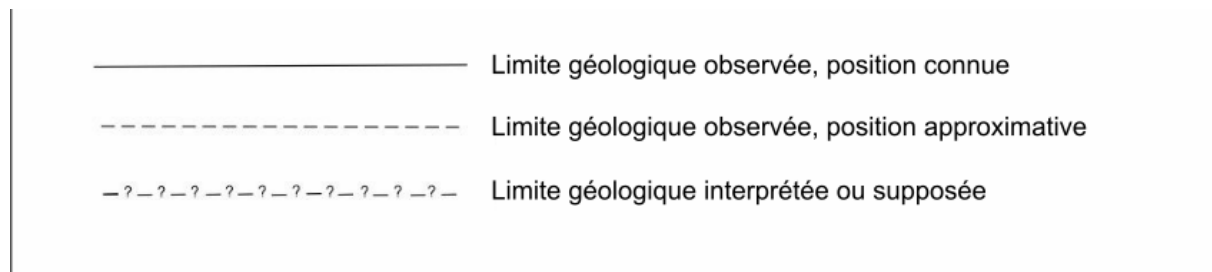 Limite géologique observée, position connue
Limite géologique observée, position approximative
—?—?—?—?—?—?—?—?—?—?— Limite géologique interprétée ou supposée